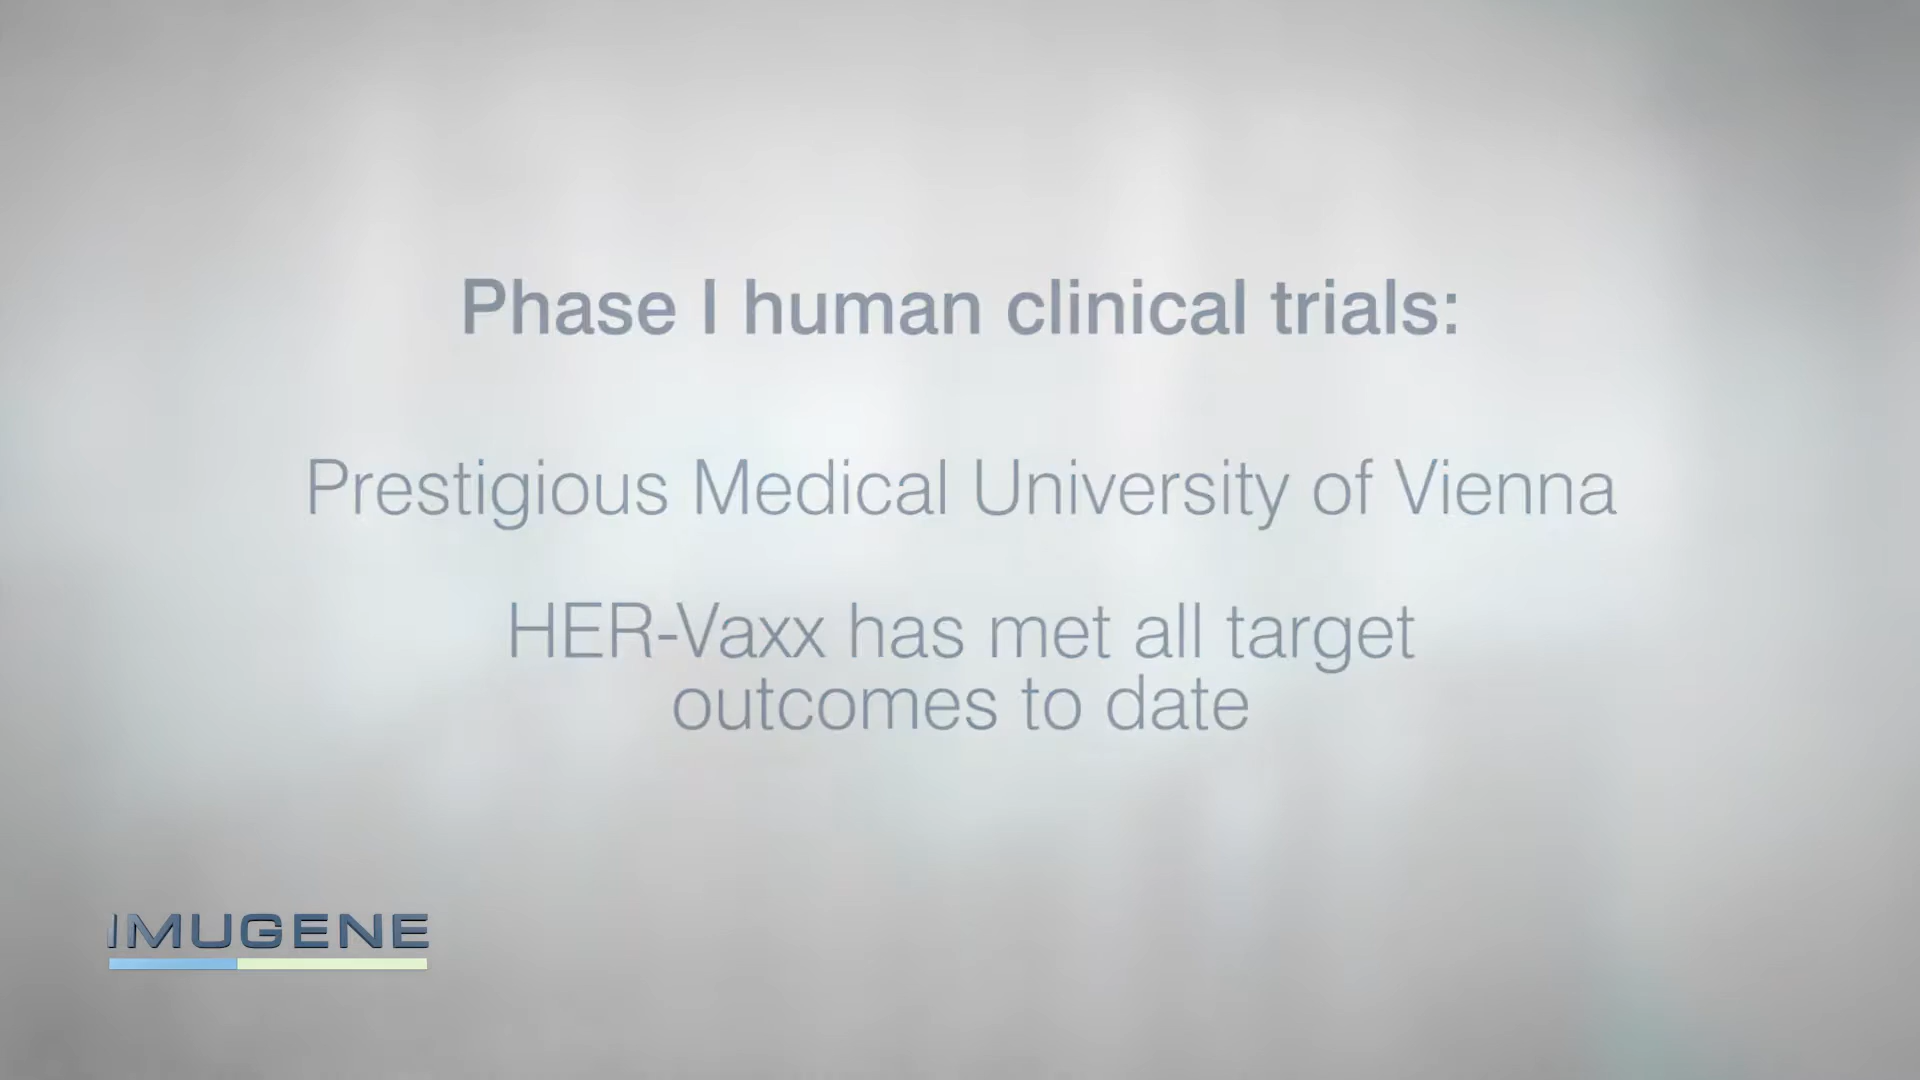 Phase I human clinical trials:
Prestigious Medical University of Vienna
HER-Vaxx has met all target
outcomes to date
IMUGENE